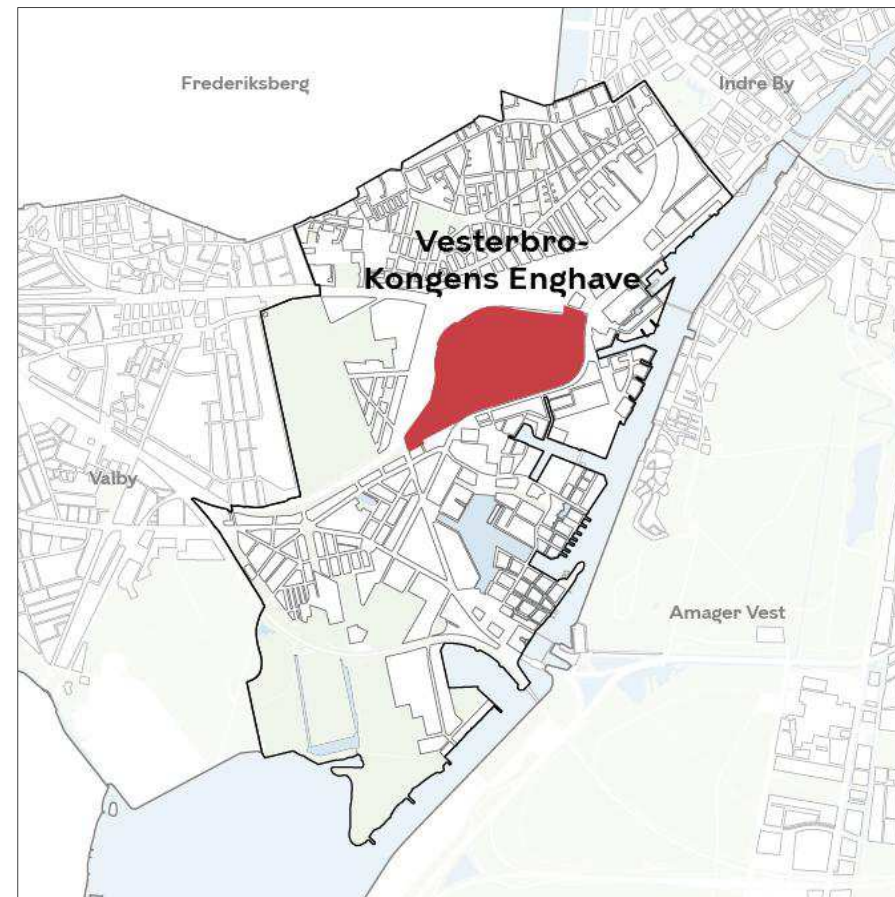 Frederiksberg
Indre By
Vesterbro-
Kongens Enghave
Valby
Amager Vest